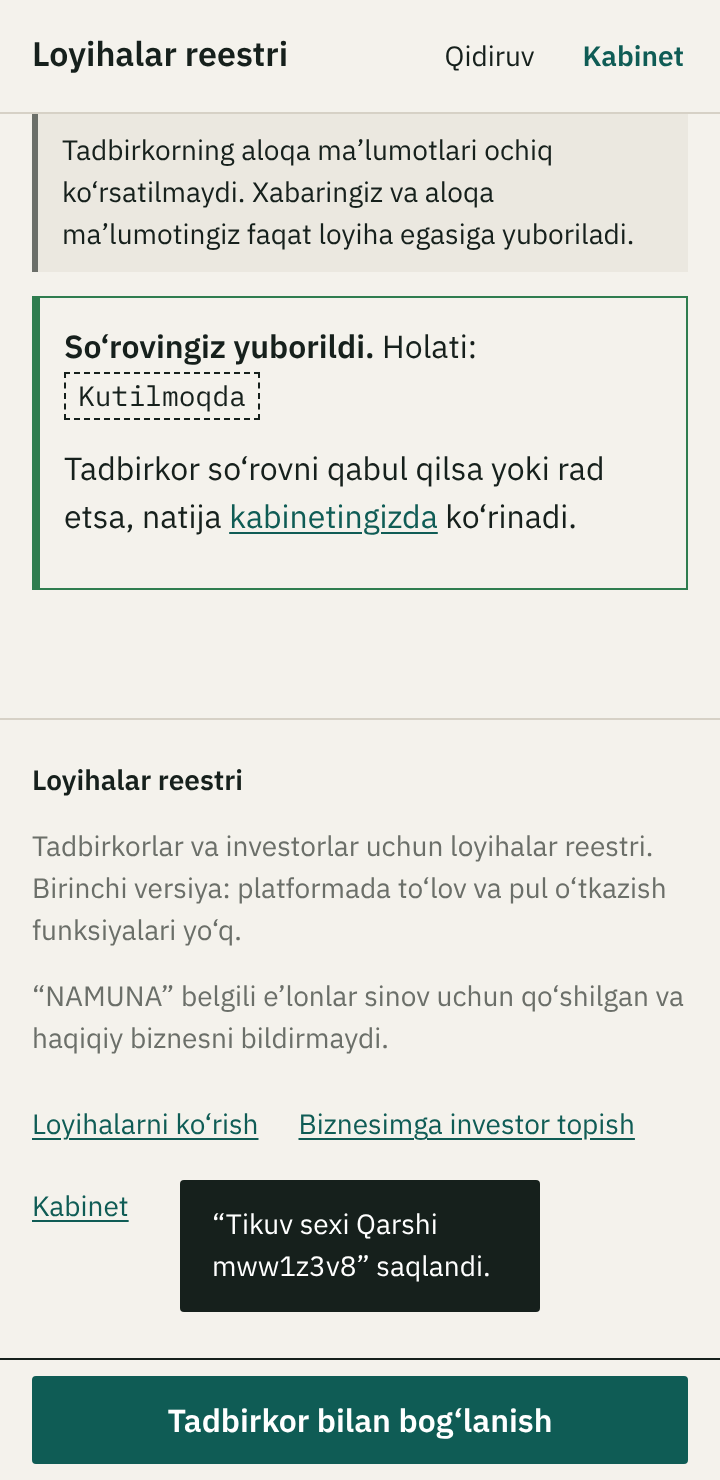 Loyihalar reestri
Qidiruv
Kabinet
Tadbirkorning aloqa ma’lumotlari ochiq
ko‘rsatilmaydi. Xabaringiz va aloqa
ma’lumotingiz faqat loyiha egasiga yuboriladi.
So‘rovingiz yuborildi. Holati:
Kutilmoqda
Tadbirkor so‘rovni qabul qilsa yoki rad
etsa, natija kabinetingizda ko‘rinadi.
Loyihalar reestri
Tadbirkorlar va investorlar uchun loyihalar reestri.
Birinchi versiya: platformada to‘lov va pul o‘tkazish
funksiyalari yo‘q.
“NAMUNA” belgili e’lonlar sinov uchun qo‘shilgan va
haqiqiy biznesni bildirmaydi.
Loyihalarni ko‘rish
Biznesimga investor topish
Kabinet
“Tikuv sexi Qarshi
mww1z3v8” saqlandi.
Tadbirkor bilan bog‘lanish